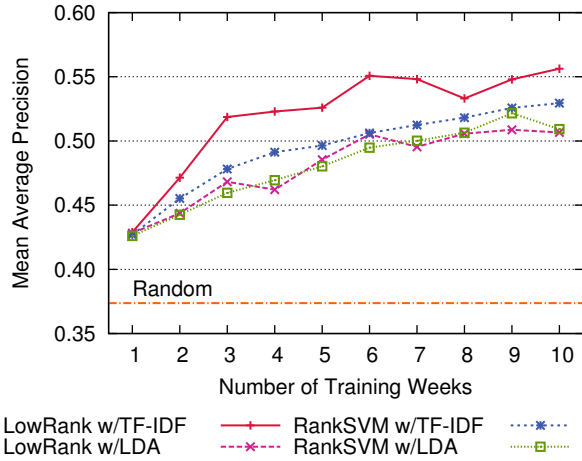 0.60
0.55
0.50
0.45
0.40
0.35
Mean Average Precision
Random
1 2 3 4 5 6 7 8 9 10
Number of Training Weeks
LowRank w/TF-IDF RankSVM w/TF-IDF
LowRank w/LDA RankSVM w/LDA